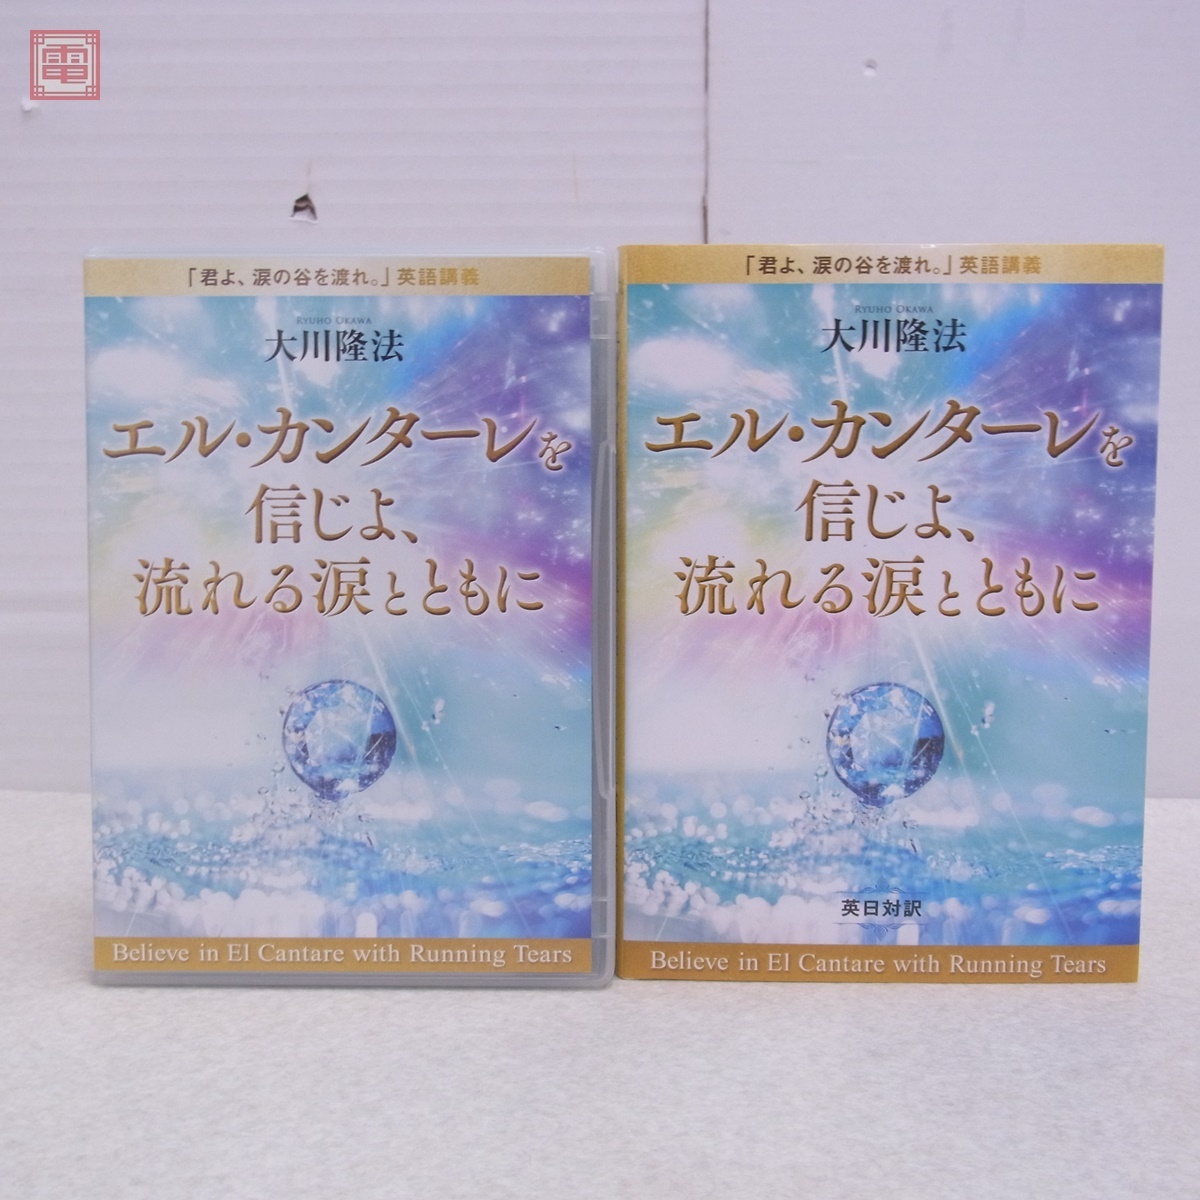 電
「君よ、涙の谷を渡れ。」英語講義
RYUHO OKAWA
大川隆法
エル・カンターレを
信じよ、
流れる涙とともに
Believe in El Cantare with Running Tears
「君よ、涙の谷を渡れ。」英語講義
RYUHO OKAWA
大川隆法
エル・カンターレを
信じよ、
流れる涙とともに
英日対訳
Believe in El Cantare with Running Tears